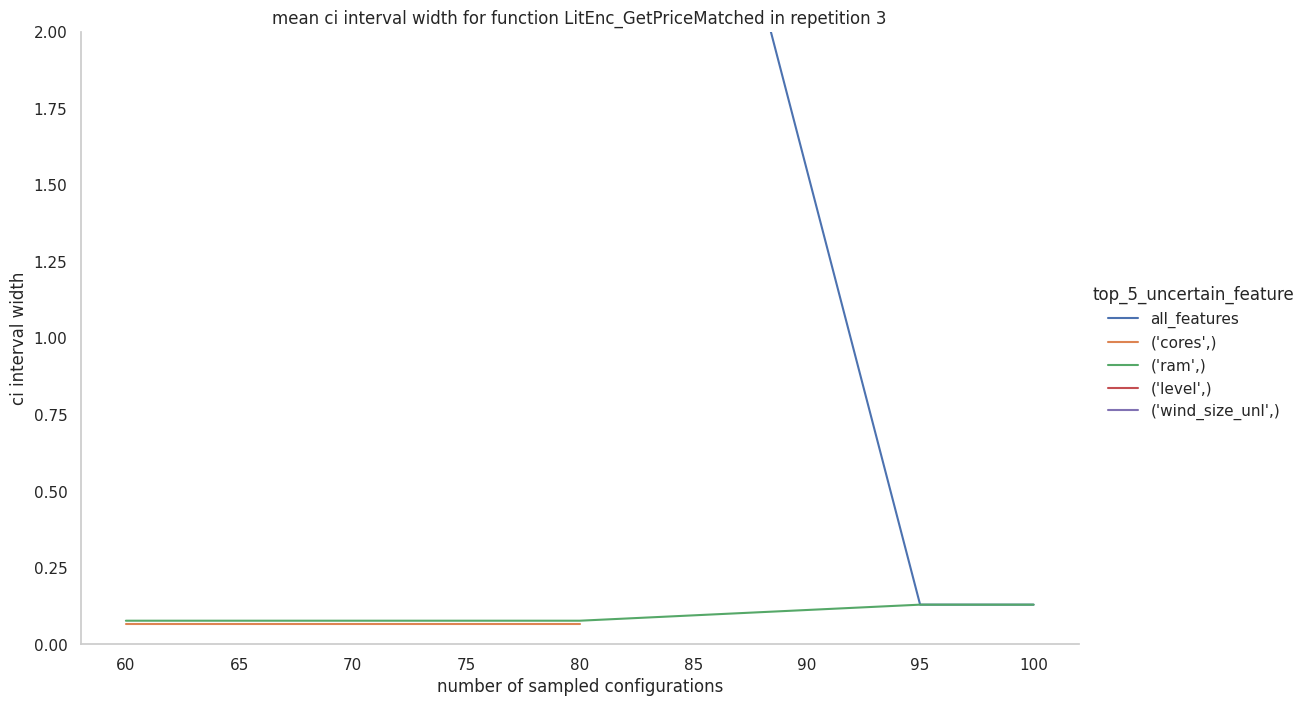 mean ci interval width for function LitEnc_GetPriceMatched in repetition 3
2.00
1.75
1.50
1.25
1.00
0.75
0.50
0.25
0.00
ci interval width
60 65 70 75 80 85 90 95 100
number of sampled configurations
top_5_uncertain_feature
all_features
('cores',)
('ram',)
('level',)
('wind_size_unl',)